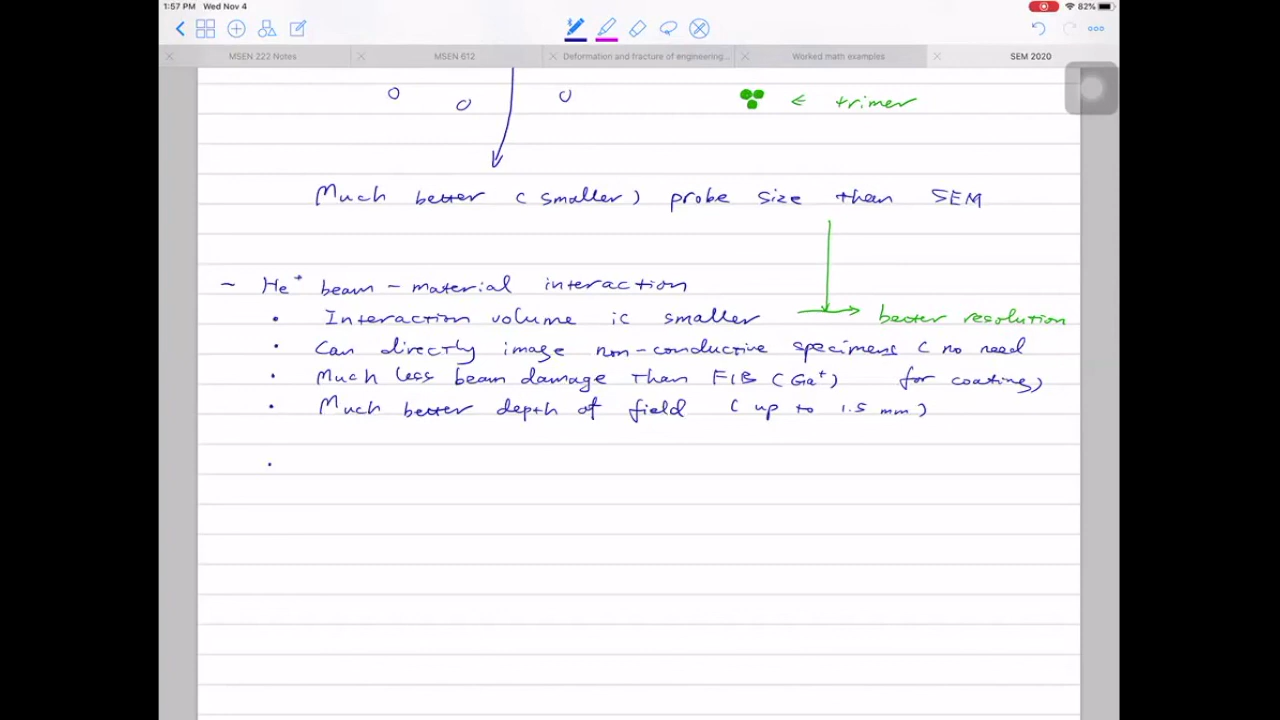 1:57 PM Wed Nov 4
82%
MSEN 222 Notes
MSEN 612
Deformation and fracture of engineering...
Worked math examples
SEM 2020
← trimer
Much better (smaller) probe size than SEM
- He⁺ beam - material interaction
• Interaction volume is smaller → better resolution
• Can directly image non-conductive specimens (no need
• Much less beam damage than FIB (Ga⁺) for coating)
• Much better depth of field (up to 1.5 mm)
•